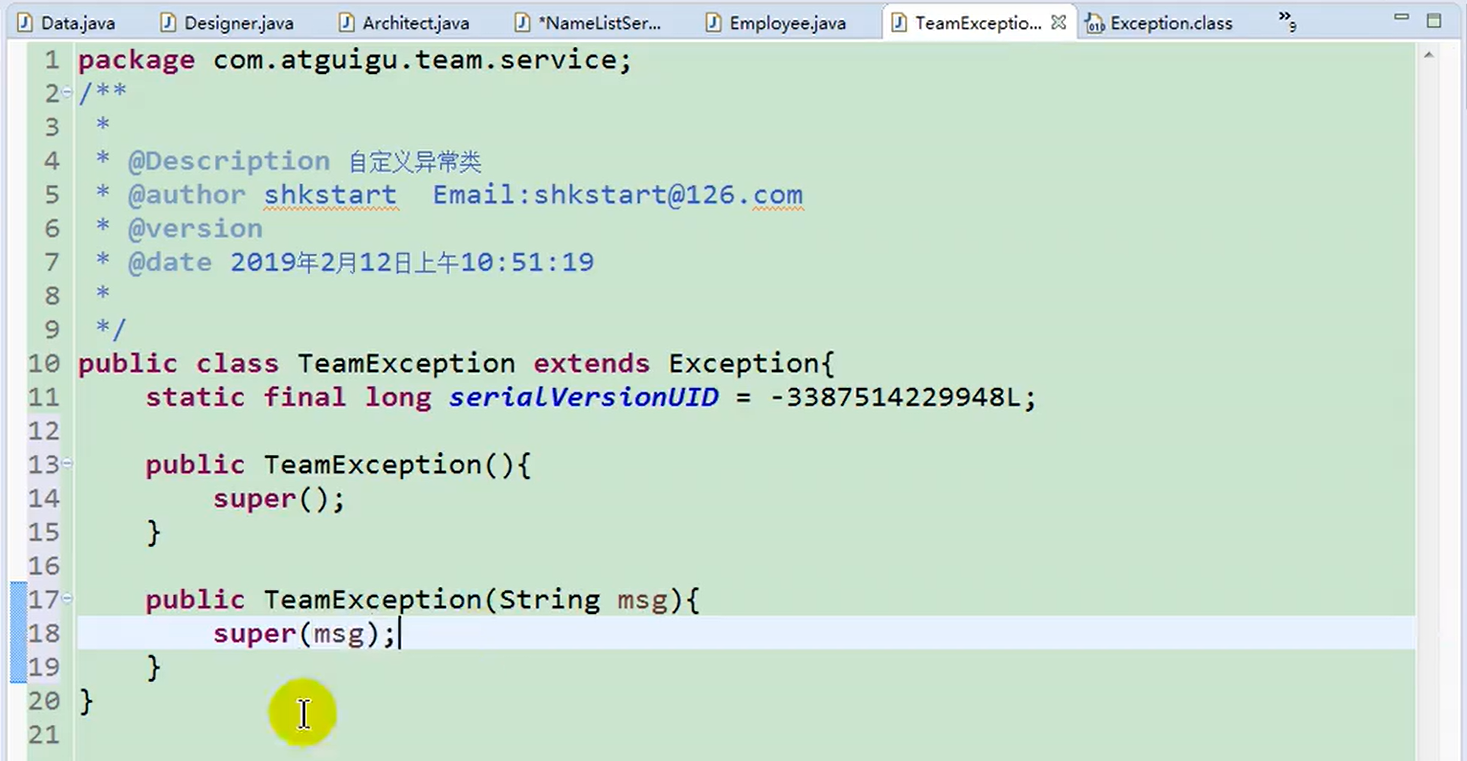 Data.java Designer.java Architect.java *NameListSer... Employee.java TeamExceptio... Exception.class »9
1 package com.atguigu.team.service;
2 /**
3  *
4  * @Description 自定义异常类
5  * @author shkstart  Email:shkstart@126.com
6  * @version
7  * @date 2019年2月12日上午10:51:19
8  *
9  */
10 public class TeamException extends Exception{
11     static final long serialVersionUID = -3387514229948L;
12
13     public TeamException(){
14         super();
15     }
16
17     public TeamException(String msg){
18         super(msg);
19     }
20 }
21